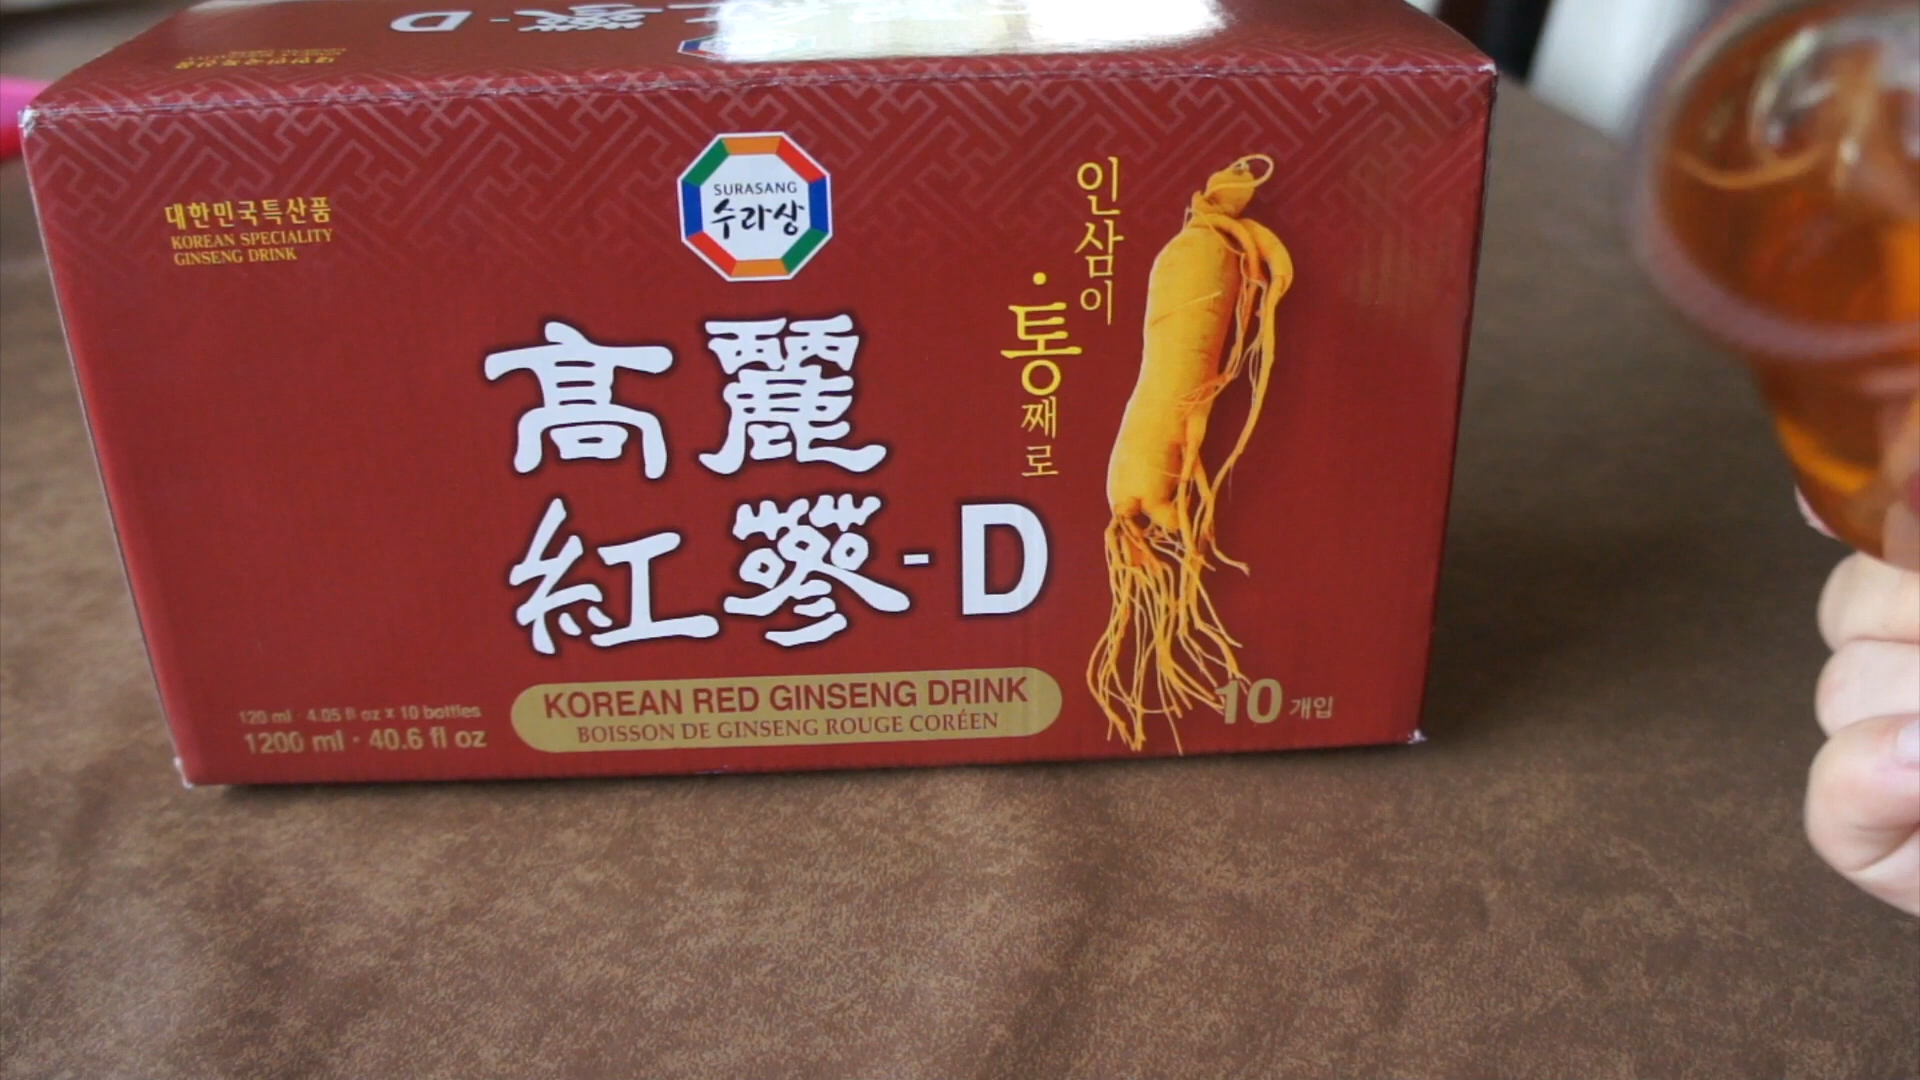 대한민국특산품
KOREAN SPECIALITY
GINSENG DRINK
SURASANG
수라상
인삼이
통째로
高麗
紅蔘-D
KOREAN RED GINSENG DRINK
BOISSON DE GINSENG ROUGE CORÉEN
120 ml · 4.05 fl oz x 10 bottles
1200 ml · 40.6 fl oz
10 개입